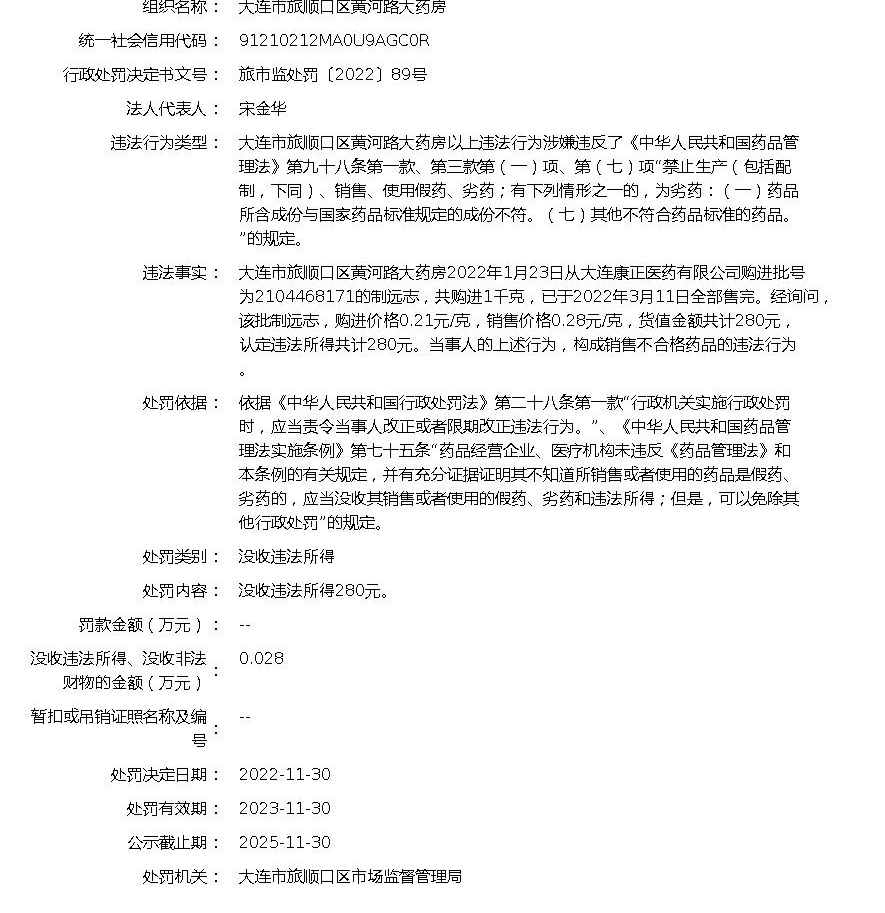 组织名称： 大连市旅顺口区黄河路大药房
统一社会信用代码： 91210212MA0U9AGC0R
行政处罚决定书文号： 旅市监处罚〔2022〕89号
法人代表人： 宋金华
违法行为类型： 大连市旅顺口区黄河路大药房以上违法行为涉嫌违反了《中华人民共和国药品管
理法》第九十八条第一款、第三款第（一）项、第（七）项“禁止生产（包括配
制，下同）、销售、使用假药、劣药；有下列情形之一的，为劣药：（一）药品
所含成份与国家药品标准规定的成份不符。（七）其他不符合药品标准的药品。
”的规定。
违法事实： 大连市旅顺口区黄河路大药房2022年1月23日从大连康正医药有限公司购进批号
为2104468171的制远志，共购进1千克，已于2022年3月11日全部售完。经询问，
该批制远志，购进价格0.21元/克，销售价格0.28元/克，货值金额共计280元，
认定违法所得共计280元。当事人的上述行为，构成销售不合格药品的违法行为
。
处罚依据： 依据《中华人民共和国行政处罚法》第二十八条第一款“行政机关实施行政处罚
时，应当责令当事人改正或者限期改正违法行为。”、《中华人民共和国药品管
理法实施条例》第七十五条“药品经营企业、医疗机构未违反《药品管理法》和
本条例的有关规定，并有充分证据证明其不知道所销售或者使用的药品是假药、
劣药的，应当没收其销售或者使用的假药、劣药和违法所得；但是，可以免除其
他行政处罚”的规定。
处罚类别： 没收违法所得
处罚内容： 没收违法所得280元。
罚款金额（万元）： --
没收违法所得、没收非法
财物的金额（万元）： 0.028
暂扣或吊销证照名称及编
号： --
处罚决定日期： 2022-11-30
处罚有效期： 2023-11-30
公示截止期： 2025-11-30
处罚机关： 大连市旅顺口区市场监督管理局